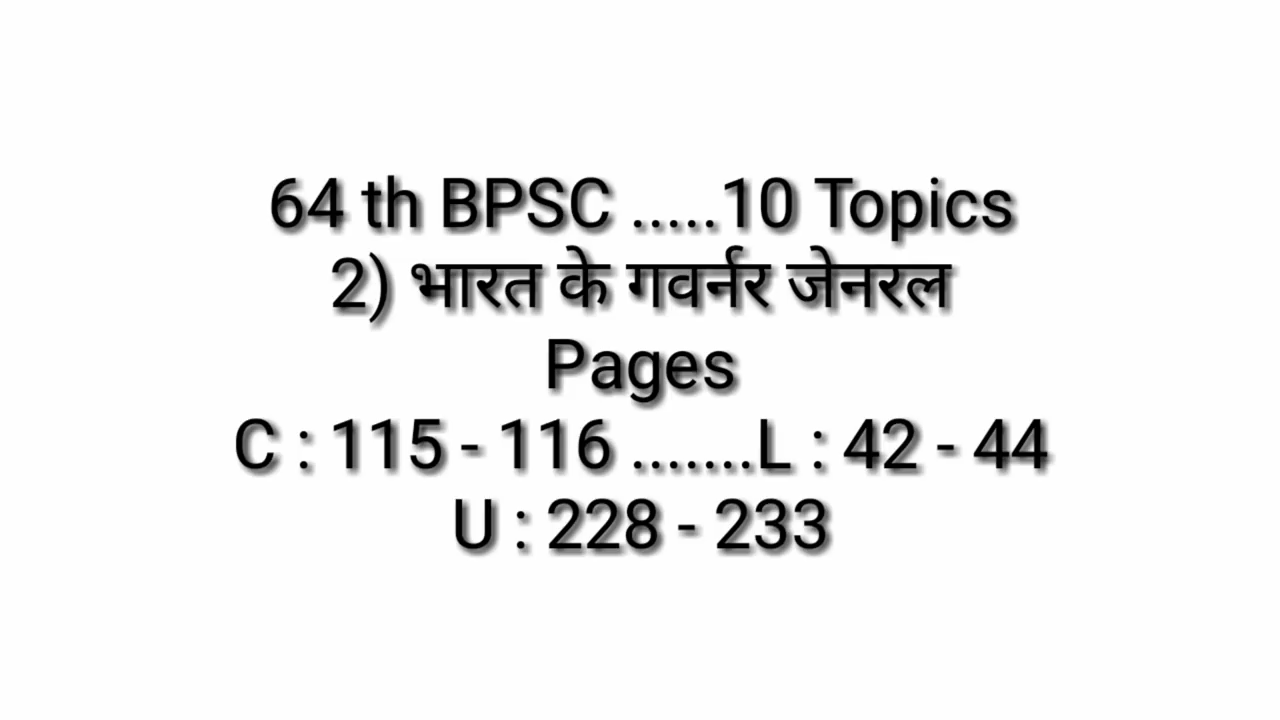 64 th BPSC .....10 Topics
2) भारत के गवर्नर जेनरल
Pages
C : 115 - 116 .......L : 42 - 44
U : 228 - 233